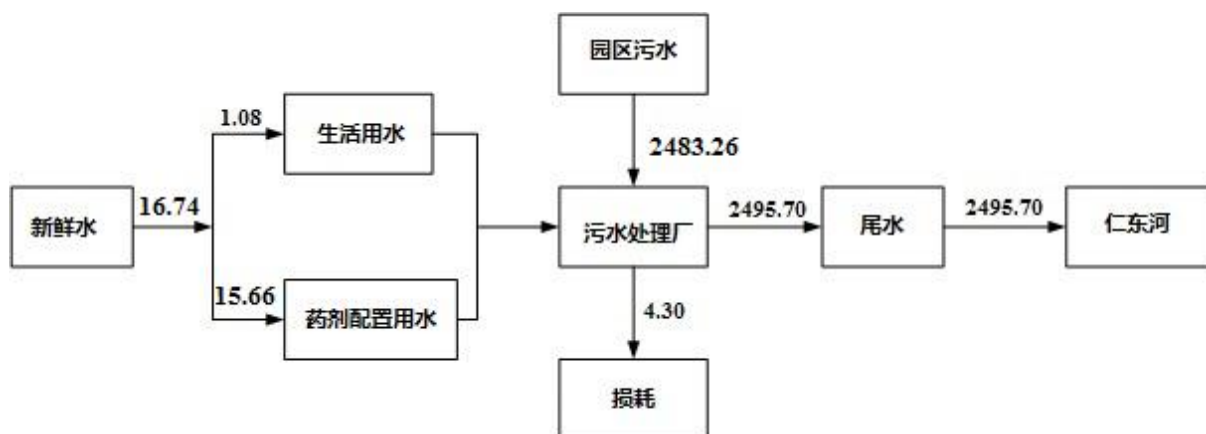 园区污水
1.08
生活用水
2483.26
新鲜水
16.74
污水处理厂
2495.70
尾水
2495.70
仁东河
15.66
药剂配置用水
4.30
损耗